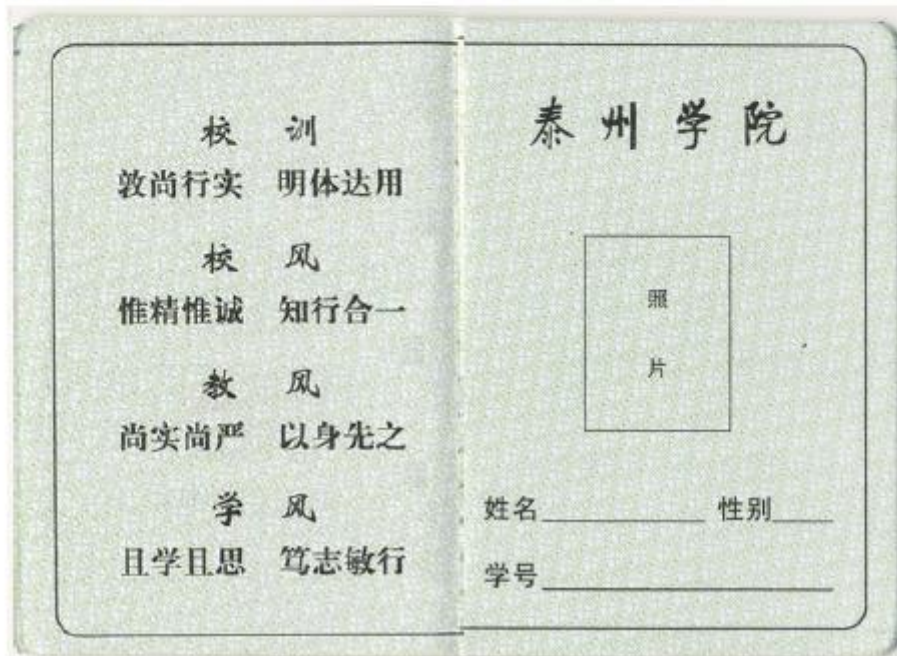 校 训
敦尚行实 明体达用
校 风
惟精惟诚 知行合一
教 风
尚实尚严 以身先之
学 风
且学且思 笃志敏行
泰州学院
照
片
姓名 性别
学号